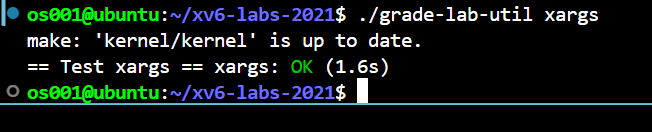 os001@ubuntu:~/xv6-labs-2021$ ./grade-lab-util xargs
make: 'kernel/kernel' is up to date.
== Test xargs == xargs: OK (1.6s)
os001@ubuntu:~/xv6-labs-2021$